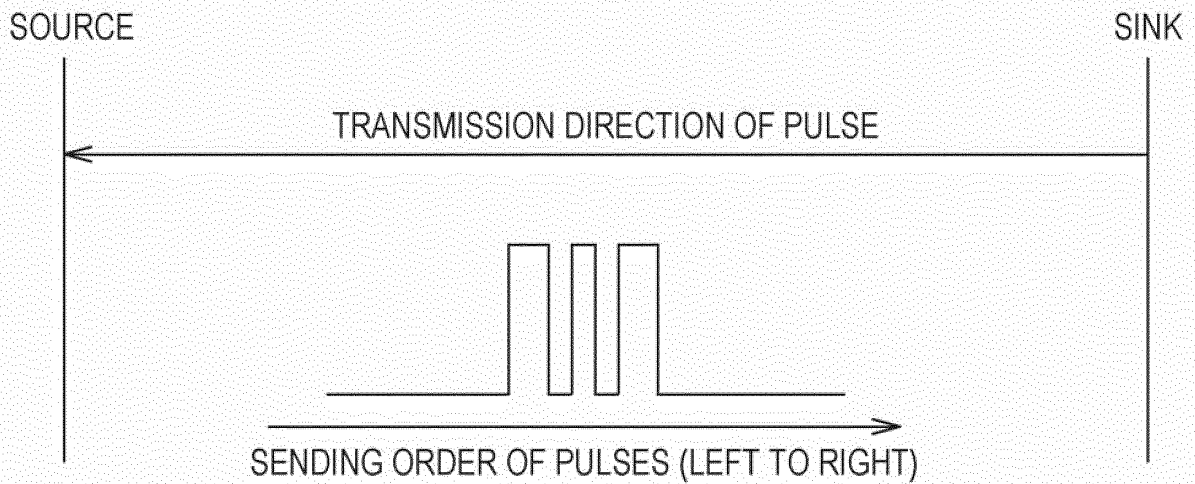 SOURCE
SINK
TRANSMISSION DIRECTION OF PULSE
SENDING ORDER OF PULSES (LEFT TO RIGHT)